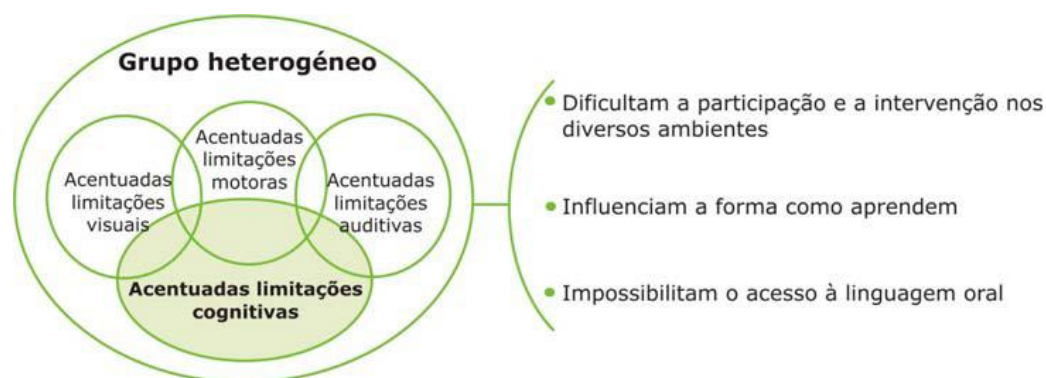 Grupo heterogéneo
Acentuadas
limitações
visuais
Acentuadas
limitações
motoras
Acentuadas
limitações
auditivas
Acentuadas limitações
cognitivas
• Dificultam a participação e a intervenção nos
diversos ambientes
• Influenciam a forma como aprendem
• Impossibilitam o acesso à linguagem oral